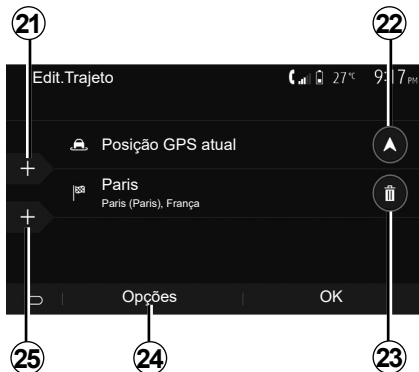 21
22
Edit.Trajeto
27°C
9:17 PM
Posição GPS atual
+
Paris
Paris (Paris), França
+
Opções
OK
25
24
23